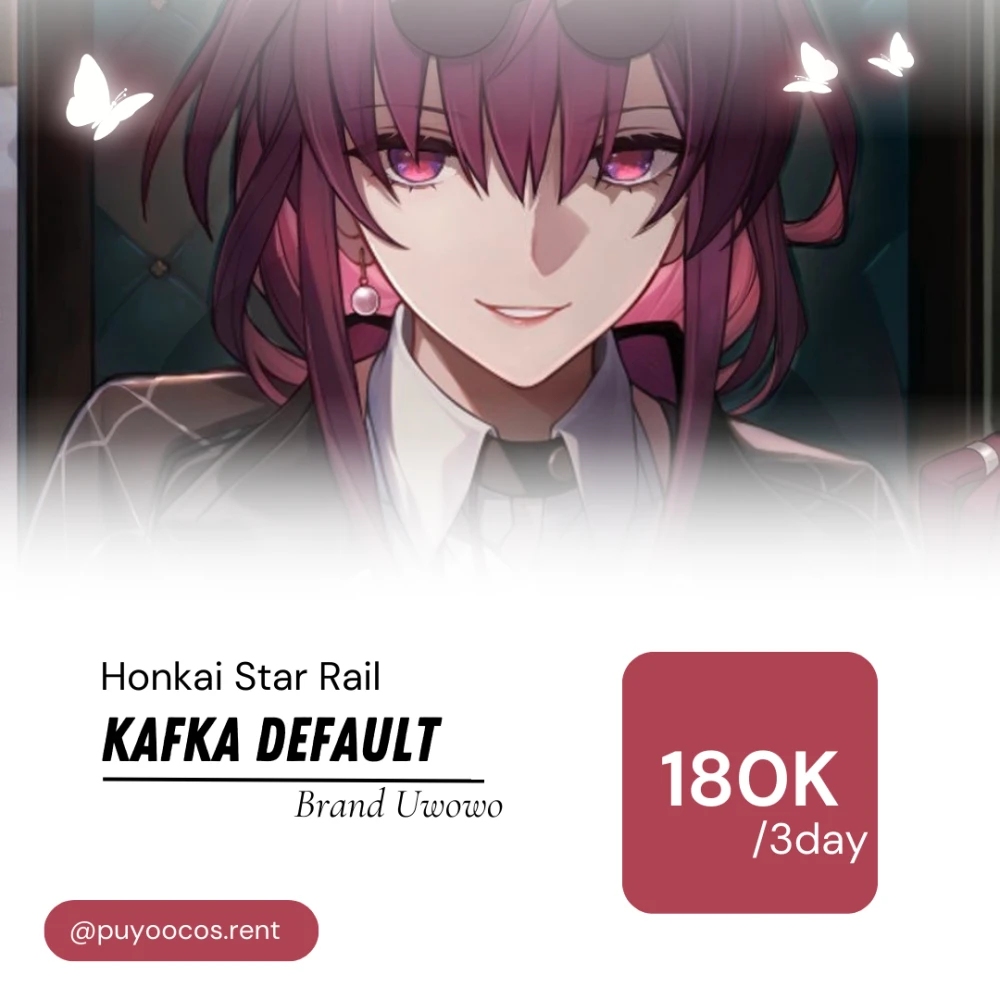 Honkai Star Rail
KAFKA DEFAULT
Brand Uwowo
180K
/3day
@puyoocos.rent